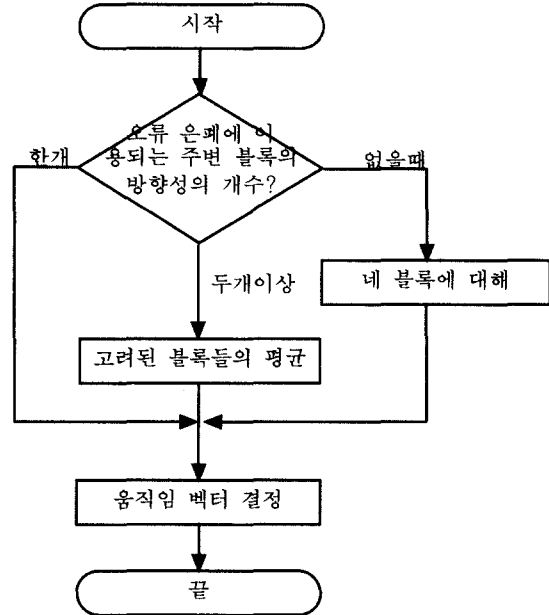 시작
오류 은폐에 이
용되는 주변 블록의
방향성의 개수?
한개
없을때
두개이상
네 블록에 대해
고려된 블록들의 평균
움직임 벡터 결정
끝